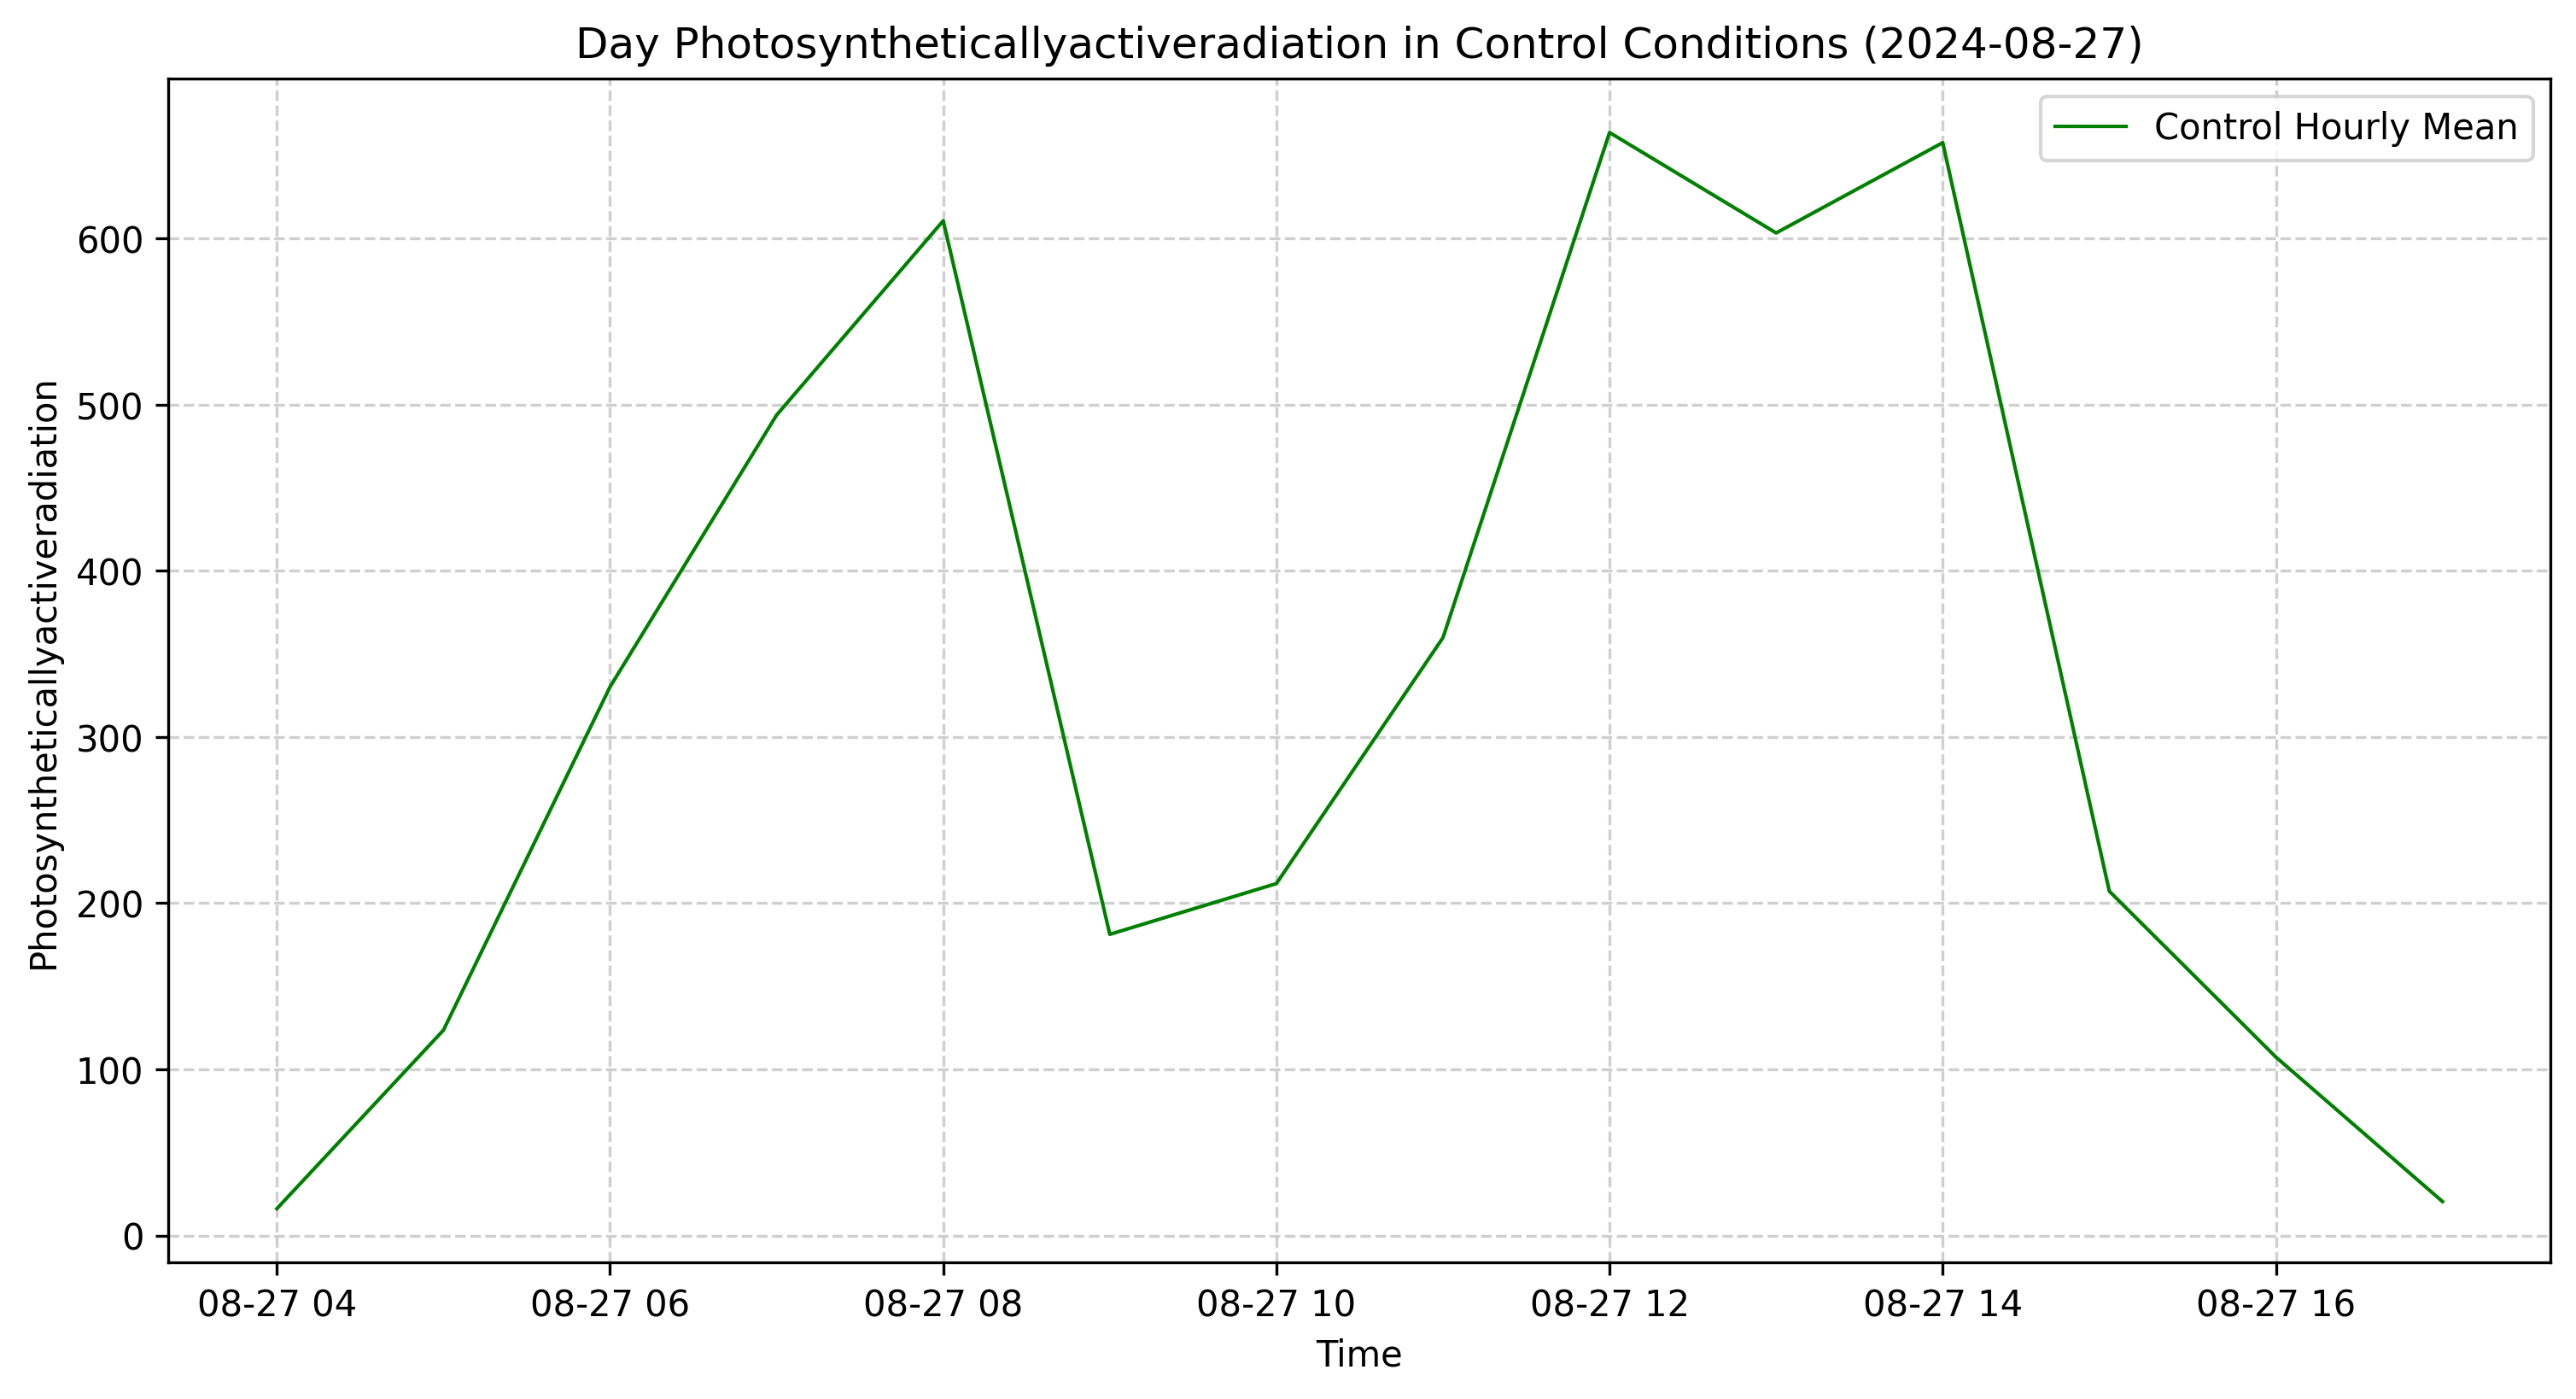 Day Photosyntheticallyactiveradiation in Control Conditions (2024-08-27)
Control Hourly Mean
Photosyntheticallyactiveradiation
600
500
400
300
200
100
0
08-27 04 08-27 06 08-27 08 08-27 10 08-27 12 08-27 14 08-27 16
Time